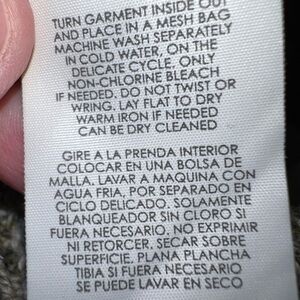 TURN GARMENT INSIDE OUT
AND PLACE IN A MESH BAG
MACHINE WASH SEPARATELY
IN COLD WATER, ON THE
DELICATE CYCLE. ONLY
NON-CHLORINE BLEACH
IF NEEDED. DO NOT TWIST OR
WRING. LAY FLAT TO DRY
WARM IRON IF NEEDED
CAN BE DRY CLEANED
GIRE A LA PRENDA INTERIOR
COLOCAR EN UNA BOLSA DE
MALLA. LAVAR A MAQUINA CON
AGUA FRIA, POR SEPARADO EN
CICLO DELICADO. SOLAMENTE
BLANQUEADOR SIN CLORO SI
FUERA NECESARIO. NO EXPRIMIR
NI RETORCER, SECAR SOBRE
SUPERFICIE. PLANA PLANCHA
TIBIA SI FUERA NECESARIO
SE PUEDE LAVAR EN SECO